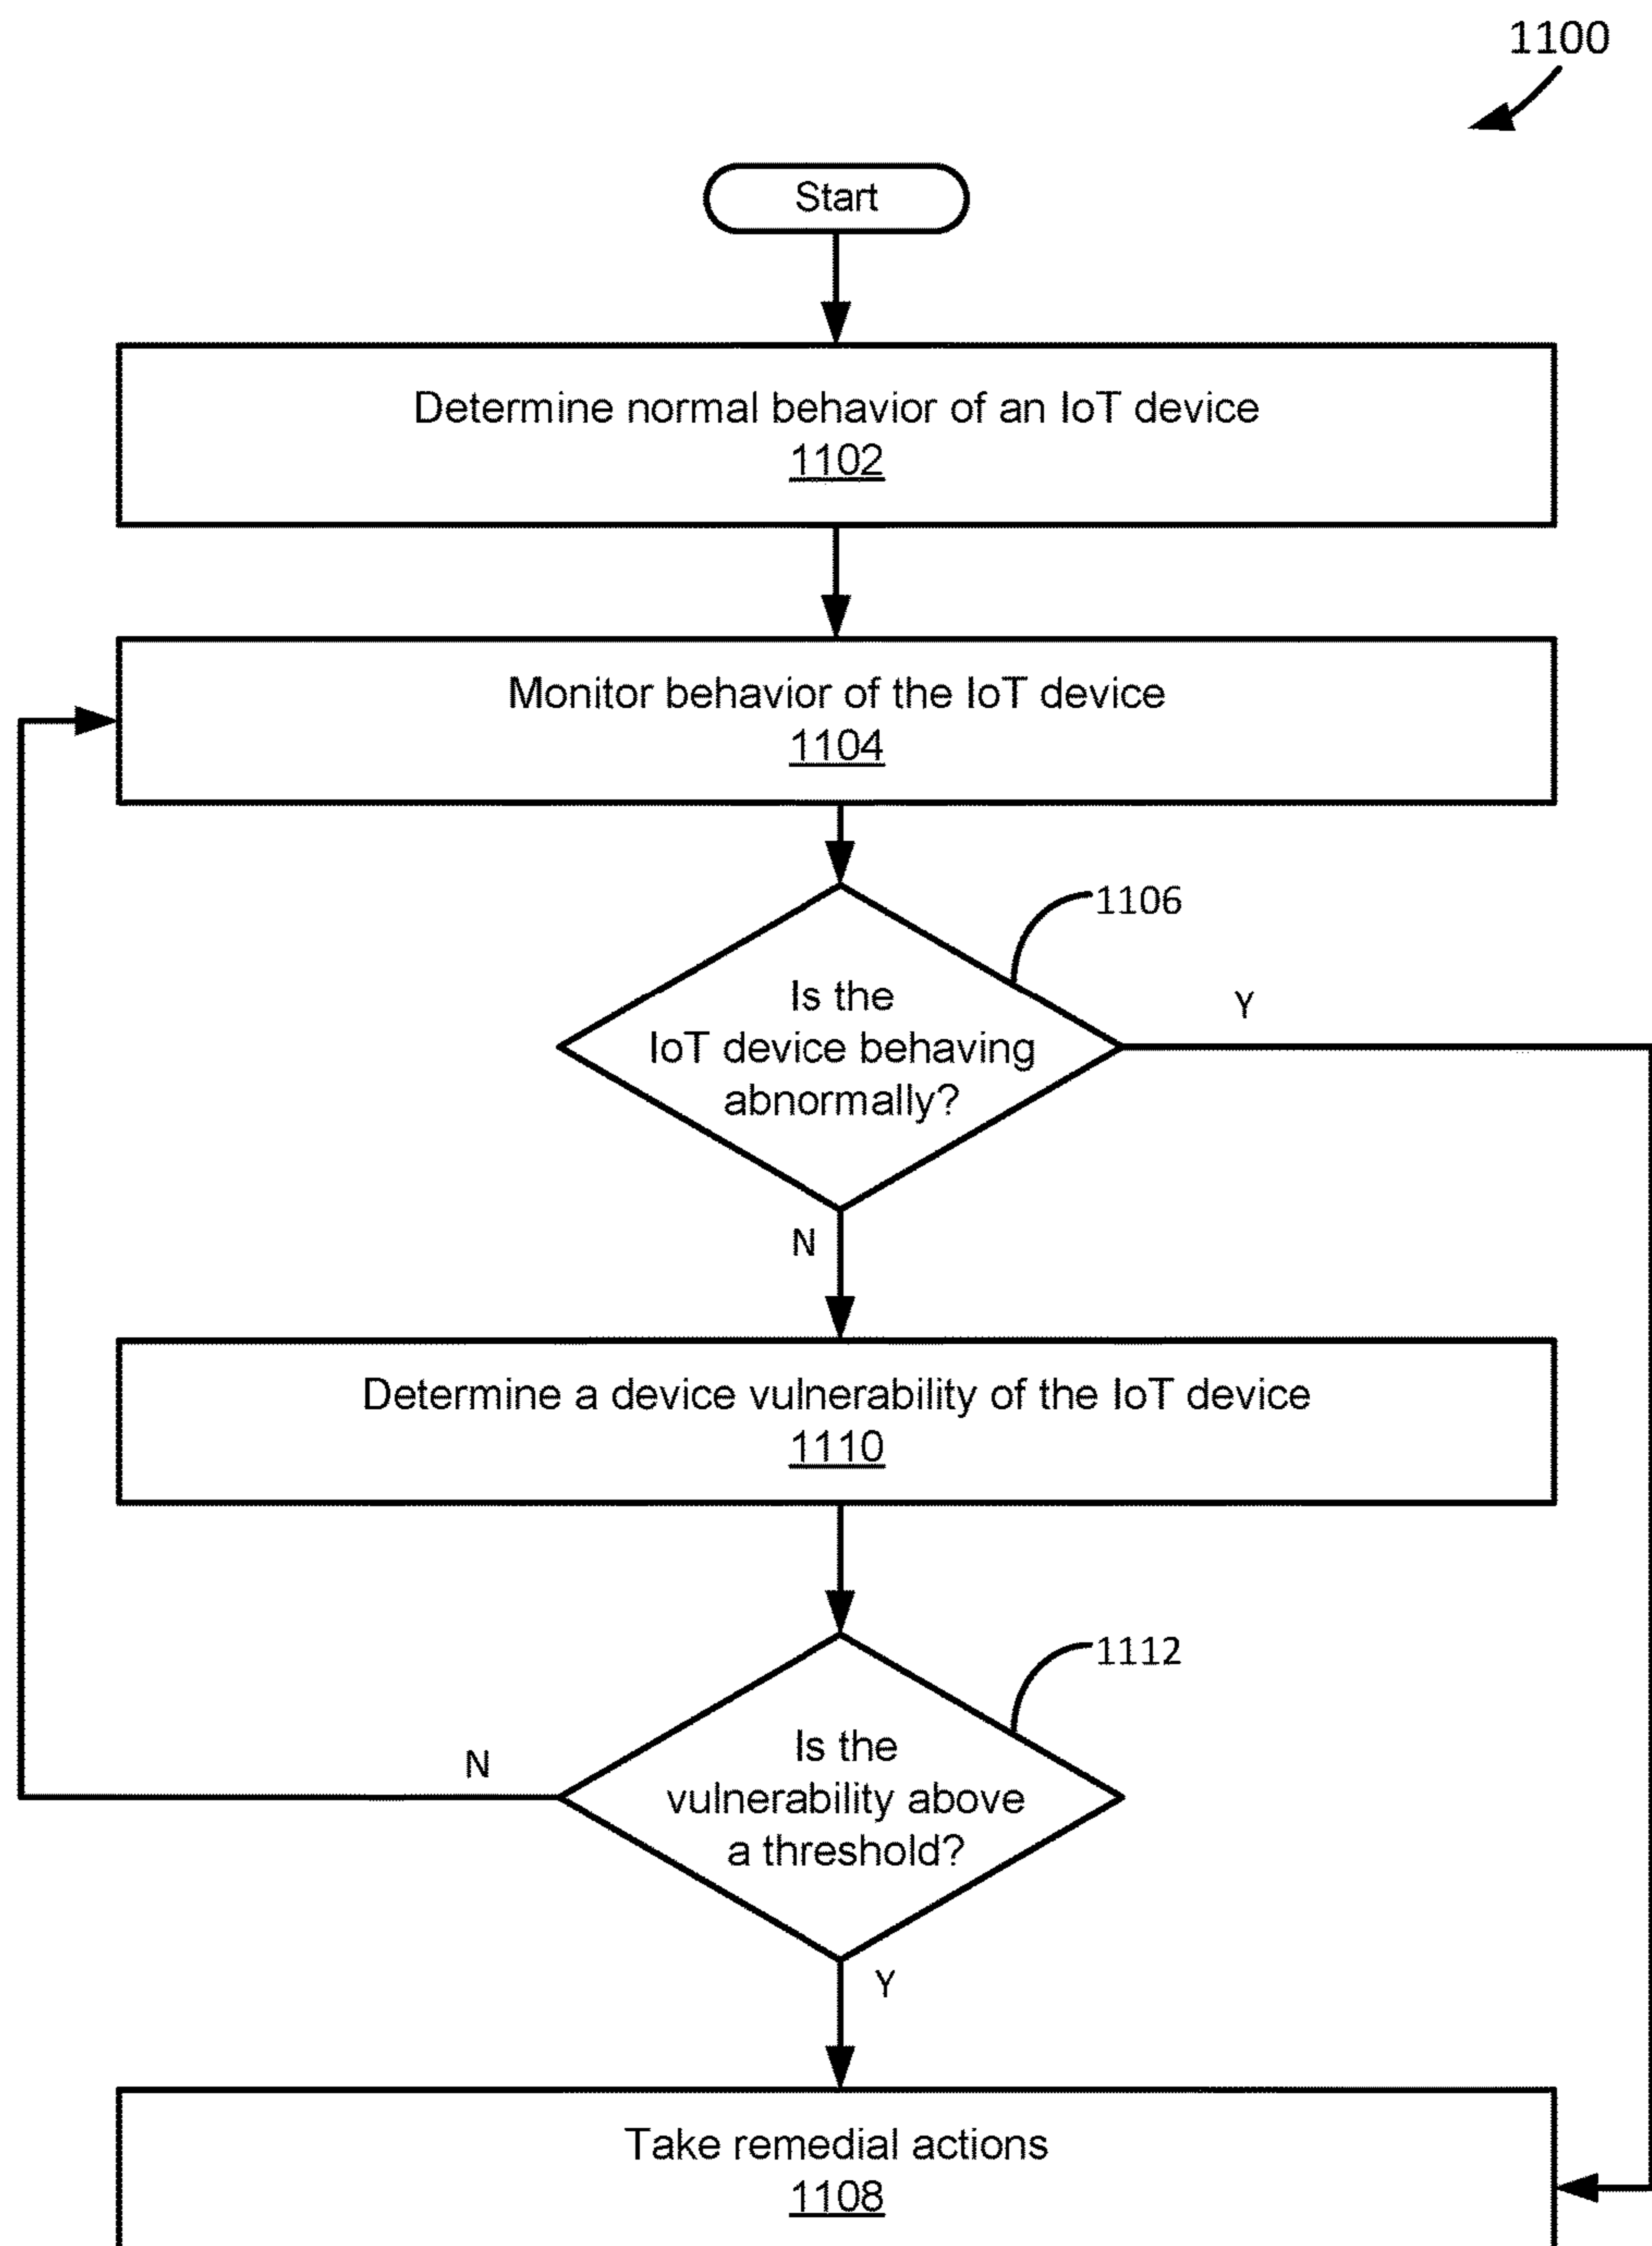 1100
Start
Determine normal behavior of an IoT device
1102
Monitor behavior of the IoT device
1104
1106
Is the
IoT device behaving
abnormally?
Y
N
Determine a device vulnerability of the IoT device
1110
1112
Is the
vulnerability above
a threshold?
N
Y
Take remedial actions
1108